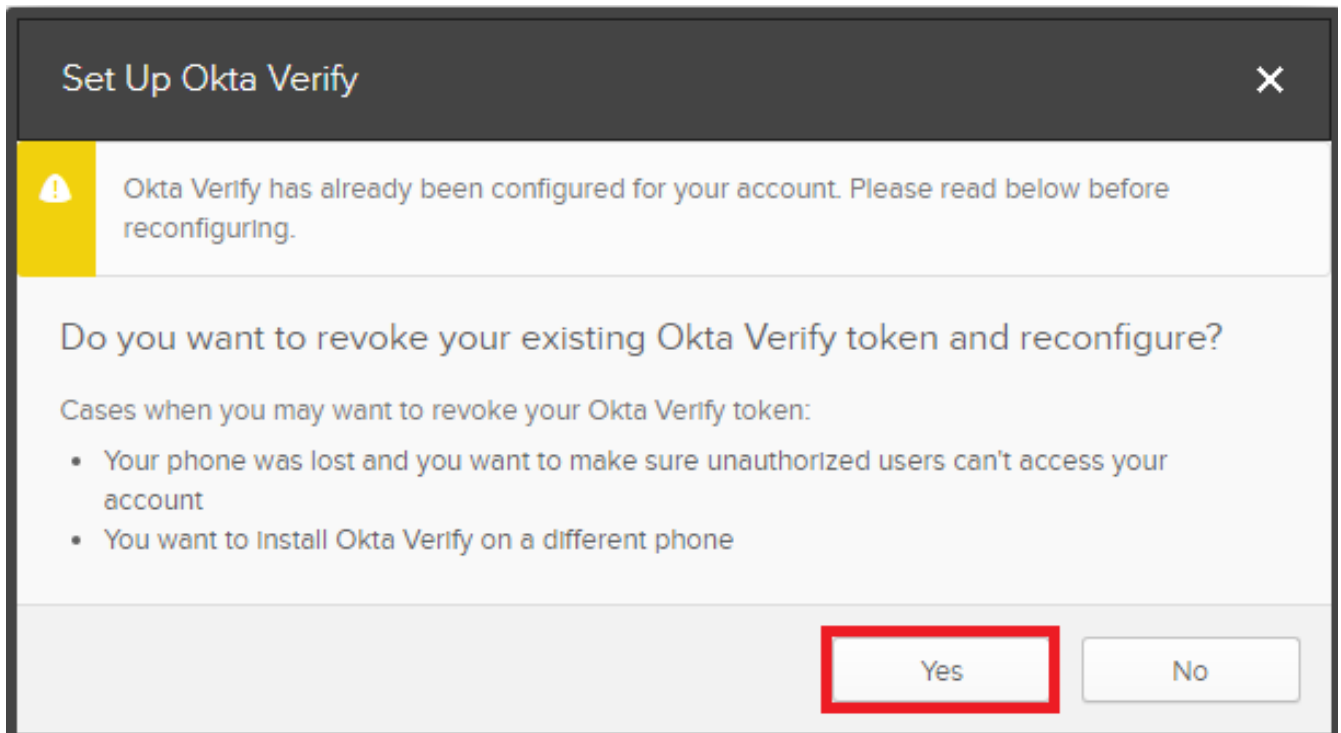 Set Up Okta Verify
Okta Verify has already been configured for your account. Please read below before
reconfiguring.
Do you want to revoke your existing Okta Verify token and reconfigure?
Cases when you may want to revoke your Okta Verify token:
• Your phone was lost and you want to make sure unauthorized users can't access your
account
• You want to install Okta Verify on a different phone
Yes
No